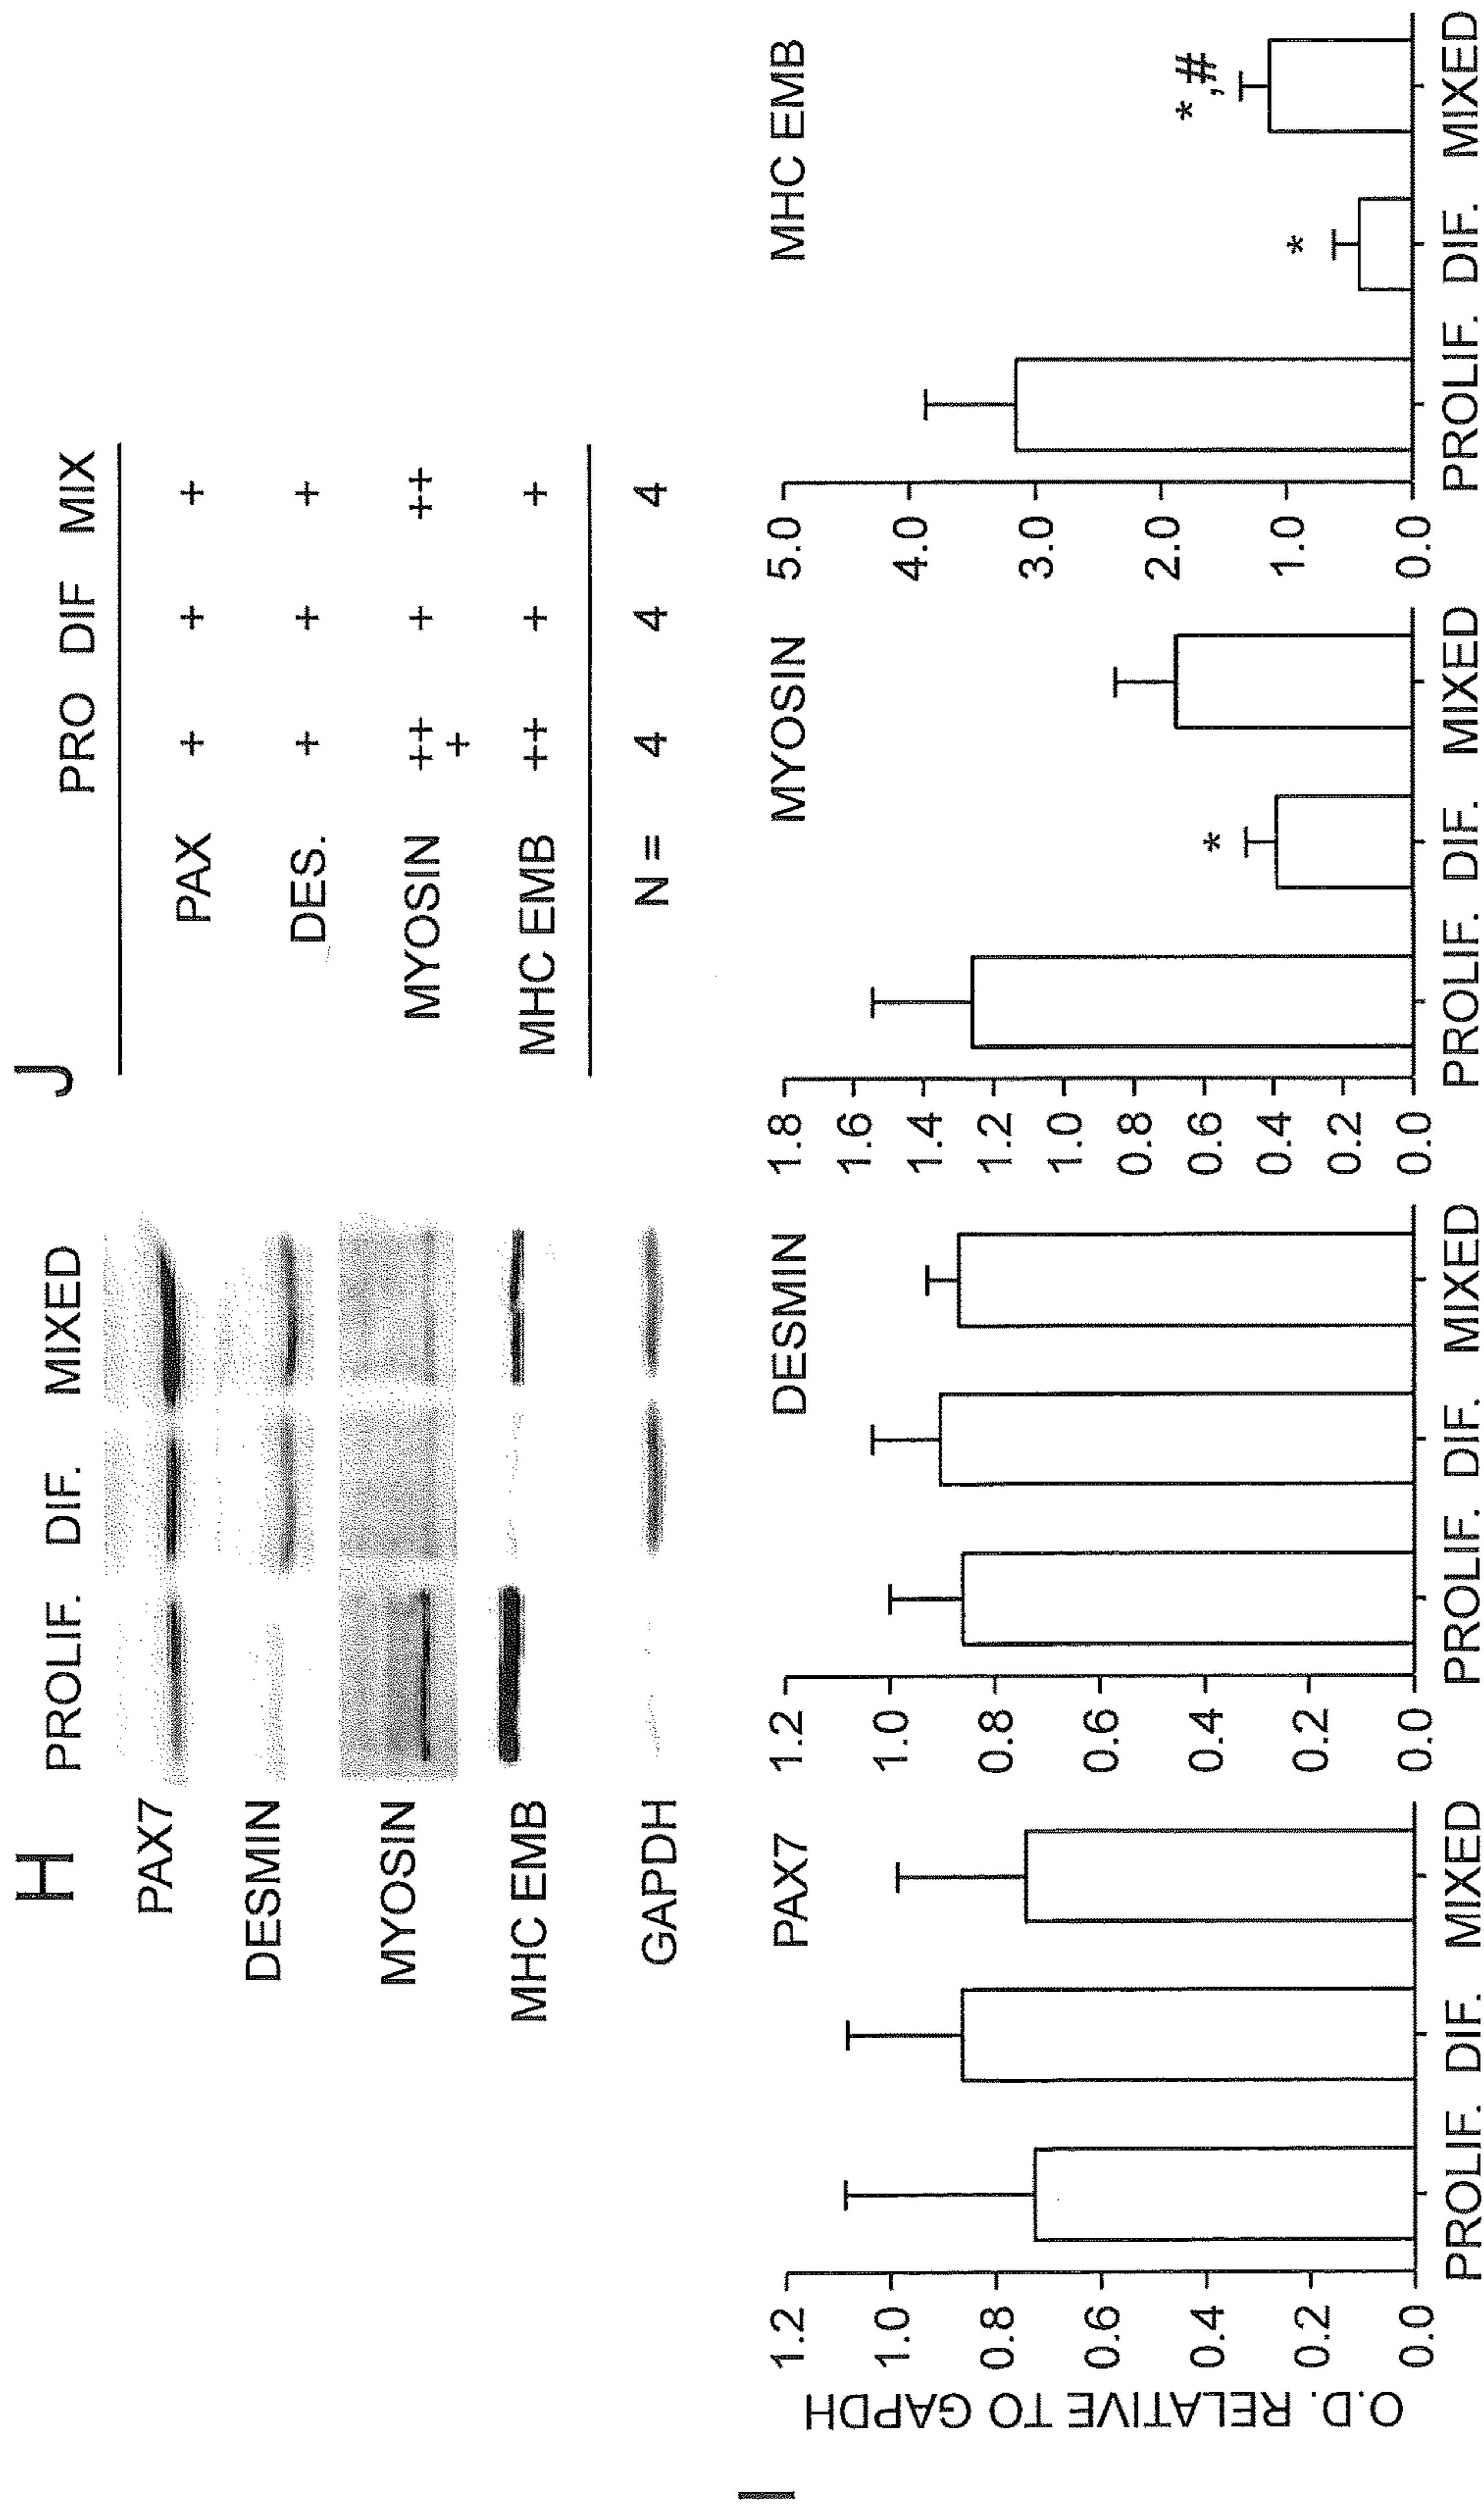 H
PROLIF. DIF. MIXED
PAX7
DESMIN
MYOSIN
MHC EMB
GAPDH
J
PRO DIF MIX
PAX + + +
DES. + + +
MYOSIN ++ + ++
+
MHC EMB ++ + +
N = 4 4 4
I
O.D. RELATIVE TO GAPDH
PAX7
1.2
1.0
0.8
0.6
0.4
0.2
0.0
PROLIF. DIF. MIXED
DESMIN
1.2
1.0
0.8
0.6
0.4
0.2
0.0
PROLIF. DIF. MIXED
MYOSIN
1.8
1.6
1.4
1.2
1.0
0.8
0.6
0.4
0.2
0.0
*
PROLIF. DIF. MIXED
MHC EMB
5.0
4.0
3.0
2.0
1.0
0.0
*
*,#
PROLIF. DIF. MIXED